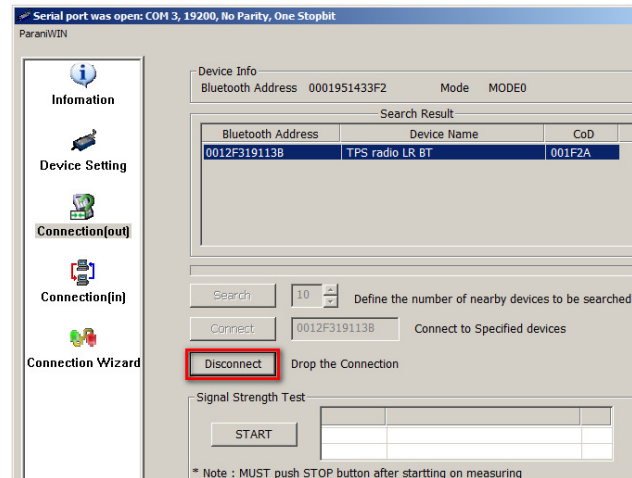 Serial port was open: COM 3, 19200, No Parity, One Stopbit
ParaniWIN
Infomation
Device Setting
Connection(out)
Connection(in)
Connection Wizard
Device Info
Bluetooth Address 0001951433F2 Mode MODE0
Search Result
Bluetooth Address Device Name CoD
0012F319113B TPS radio LR BT 001F2A
Search 10 Define the number of nearby devices to be searched
Connect 0012F319113B Connect to Specified devices
Disconnect Drop the Connection
Signal Strength Test
START
* Note : MUST push STOP button after startting on measuring